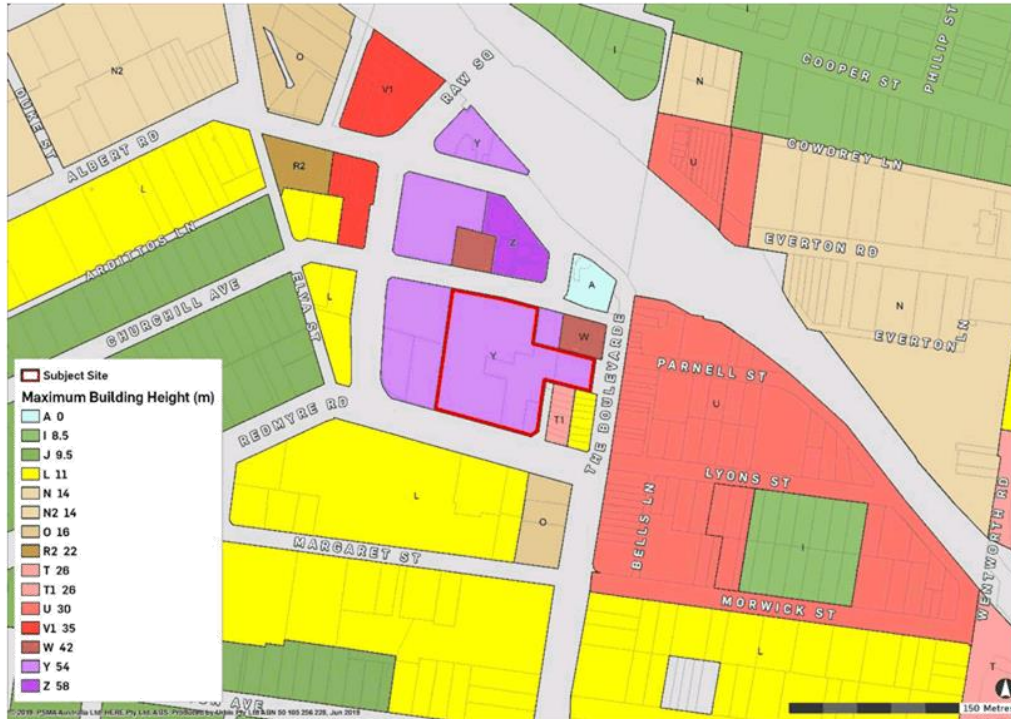 I
PHILIP ST
COOPER ST
N2
O
N
V1
RAW SQ
DUKE ST
ALBERT RD
Y
U
COWDREY LN
R2
L
ARDITTOS LN
Z
EVERTON RD
CHURCHILL AVE
ELVA ST
L
A
N
EVERTON LN
W
THE BOULEVARDE
PARNELL ST
Y
U
REDMYRE RD
T1
L
O
LYONS ST
BELLS LN
I
WENTWORTH RD
MARGARET ST
MORWICK ST
L
T
AVE
Subject Site
Maximum Building Height (m)
A 0
I 8.5
J 9.5
L 11
N 14
N2 14
O 16
R2 22
T 26
T1 26
U 30
V1 35
W 42
Y 54
Z 58
150 Metres